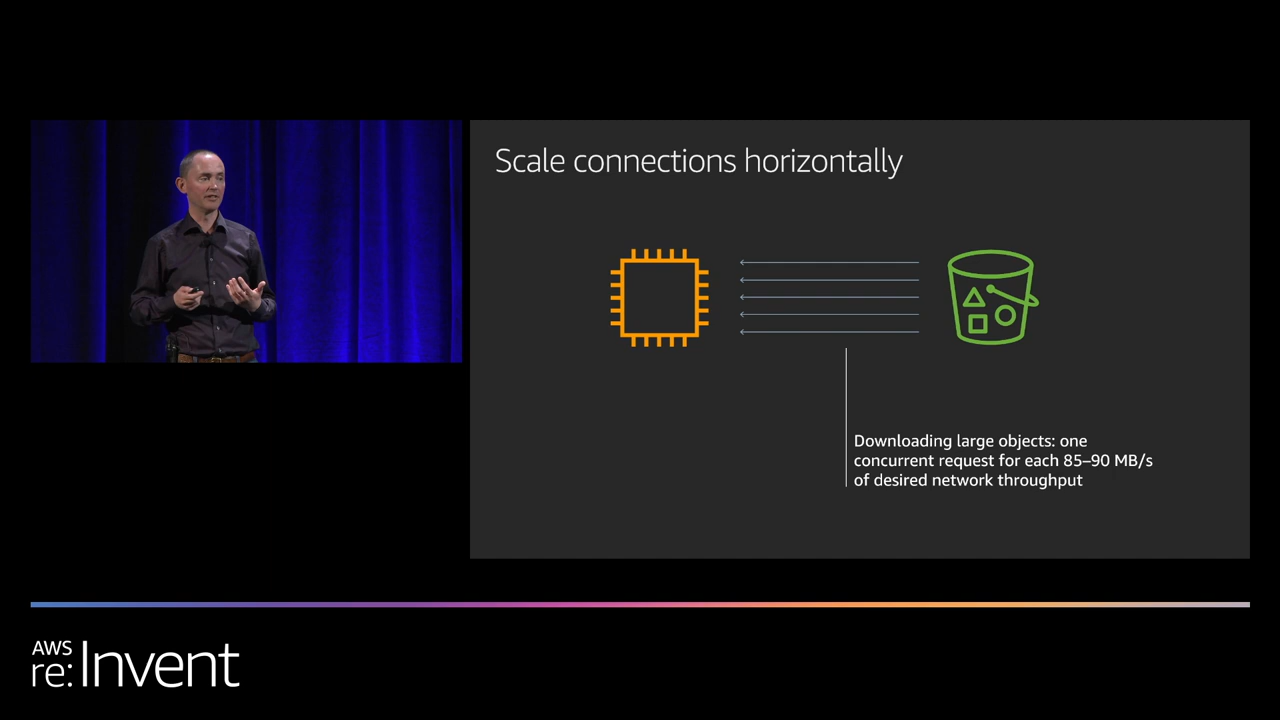 Scale connections horizontally
Downloading large objects: one
concurrent request for each 85–90 MB/s
of desired network throughput
AWS
re:Invent